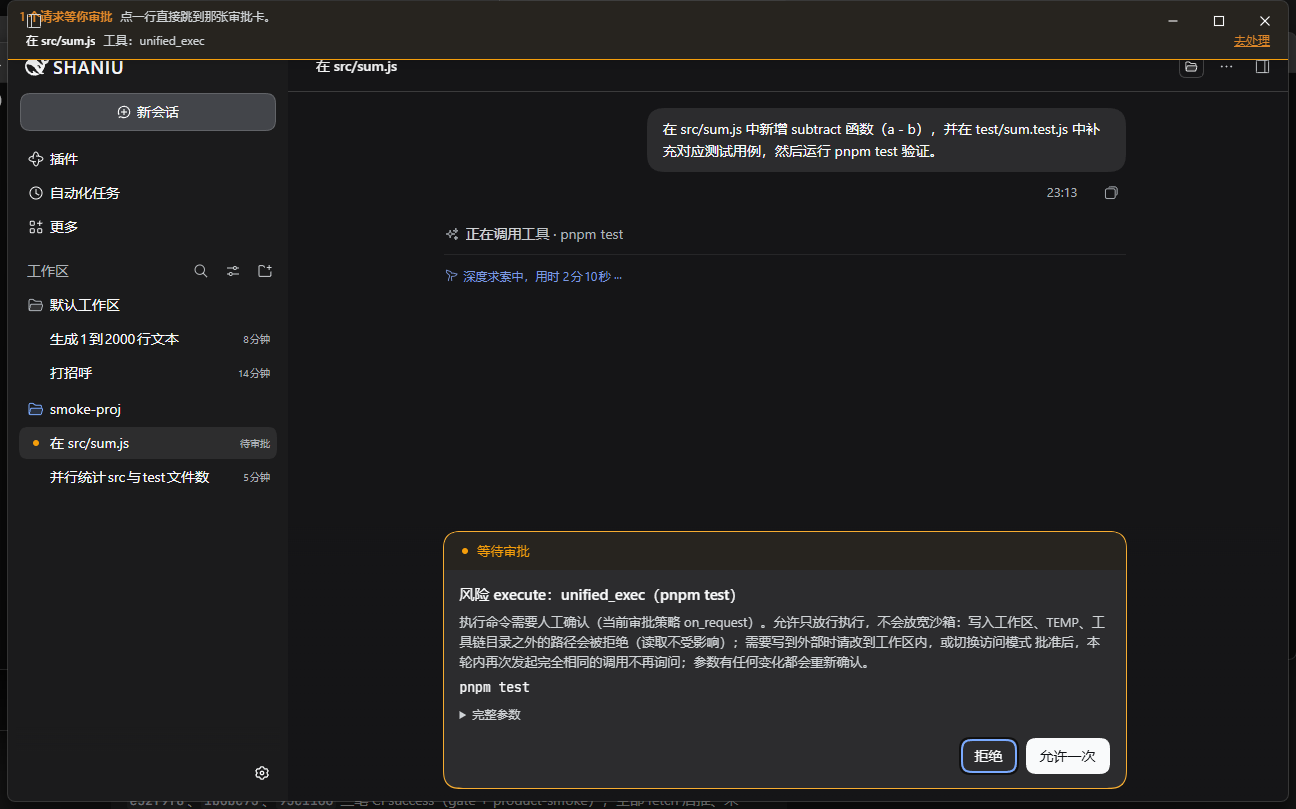 1个请求等你审批 点一行直接跳到那张审批卡。
在 src/sum.js 工具：unified_exec
去处理
SHANIU
在 src/sum.js
新会话
插件
自动化任务
更多
工作区
默认工作区
生成1到2000行文本 8分钟
打招呼 14分钟
smoke-proj
在 src/sum.js 待审批
并行统计src与test文件数 5分钟
在 src/sum.js 中新增 subtract 函数（a - b），并在 test/sum.test.js 中补
充对应测试用例，然后运行 pnpm test 验证。
23:13
正在调用工具 · pnpm test
深度求索中，用时 2分10秒 ...
等待审批
风险 execute：unified_exec（pnpm test）
执行命令需要人工确认（当前审批策略 on_request）。允许只放行执行，不会放宽沙箱：写入工作区、TEMP、工
具链目录之外的路径会被拒绝（读取不受影响）；需要写到外部时请改到工作区内，或切换访问模式 批准后，本
轮内再次发起完全相同的调用不再询问；参数有任何变化都会重新确认。
pnpm test
完整参数
拒绝
允许一次